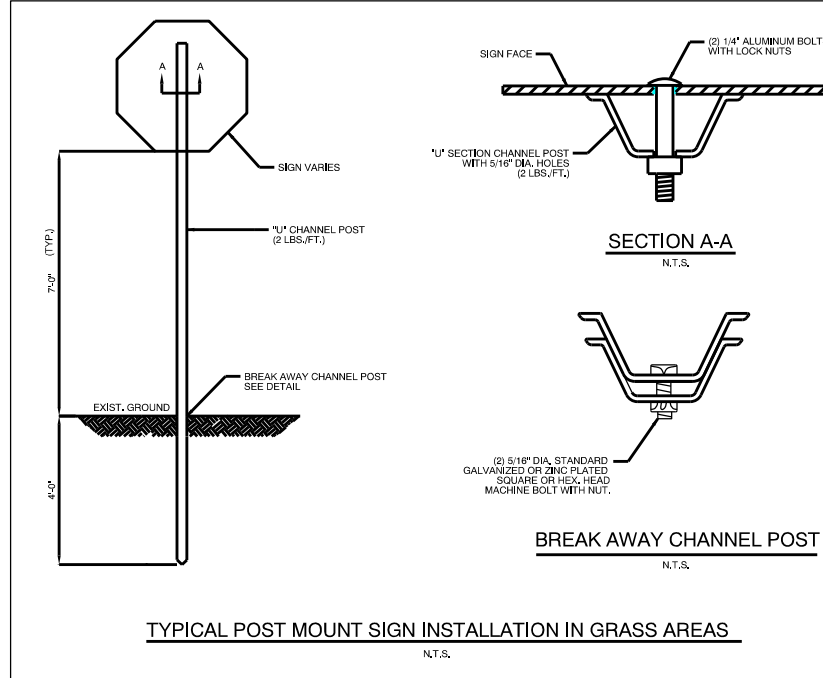 A A
SIGN VARIES
7'-0" (TYP.)
"U" CHANNEL POST
(2 LBS./FT.)
BREAK AWAY CHANNEL POST
SEE DETAIL
EXIST. GROUND
4'-0"
SIGN FACE
(2) 1/4" ALUMINUM BOLT
WITH LOCK NUTS
"U" SECTION CHANNEL POST
WITH 5/16" DIA. HOLES
(2 LBS./FT.)
SECTION A-A
N.T.S.
(2) 5/16" DIA. STANDARD
GALVANIZED OR ZINC PLATED
SQUARE OR HEX. HEAD
MACHINE BOLT WITH NUT.
BREAK AWAY CHANNEL POST
N.T.S.
TYPICAL POST MOUNT SIGN INSTALLATION IN GRASS AREAS
N.T.S.